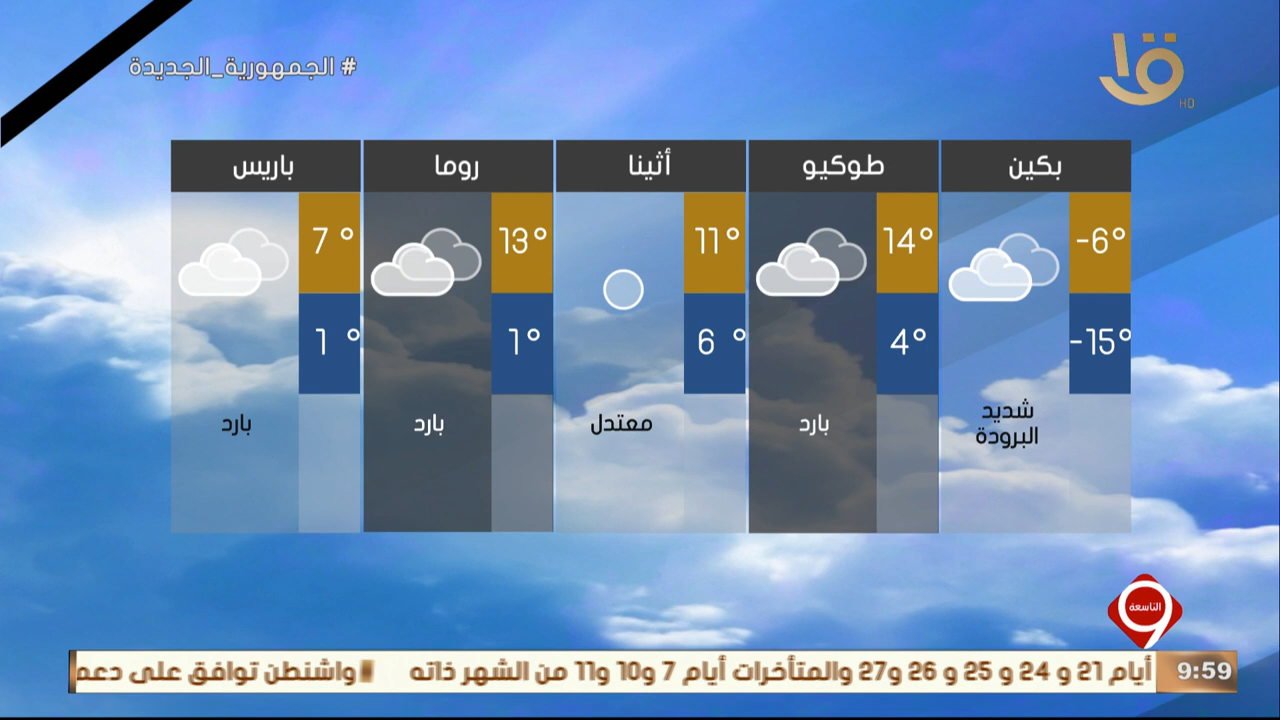 # الجمهورية_الجديدة
HD
بكين
-6°
-15°
شديد
البرودة
طوكيو
14°
4°
بارد
أثينا
11°
6 °
معتدل
روما
13°
1°
بارد
باريس
7 °
1 °
بارد
التاسعة
9
9:59
أيام 21 و 24 و 25 و 26 و27 والمتأخرات أيام 7 و10 و11 من الشهر ذاته
واشنطن توافق على دعم